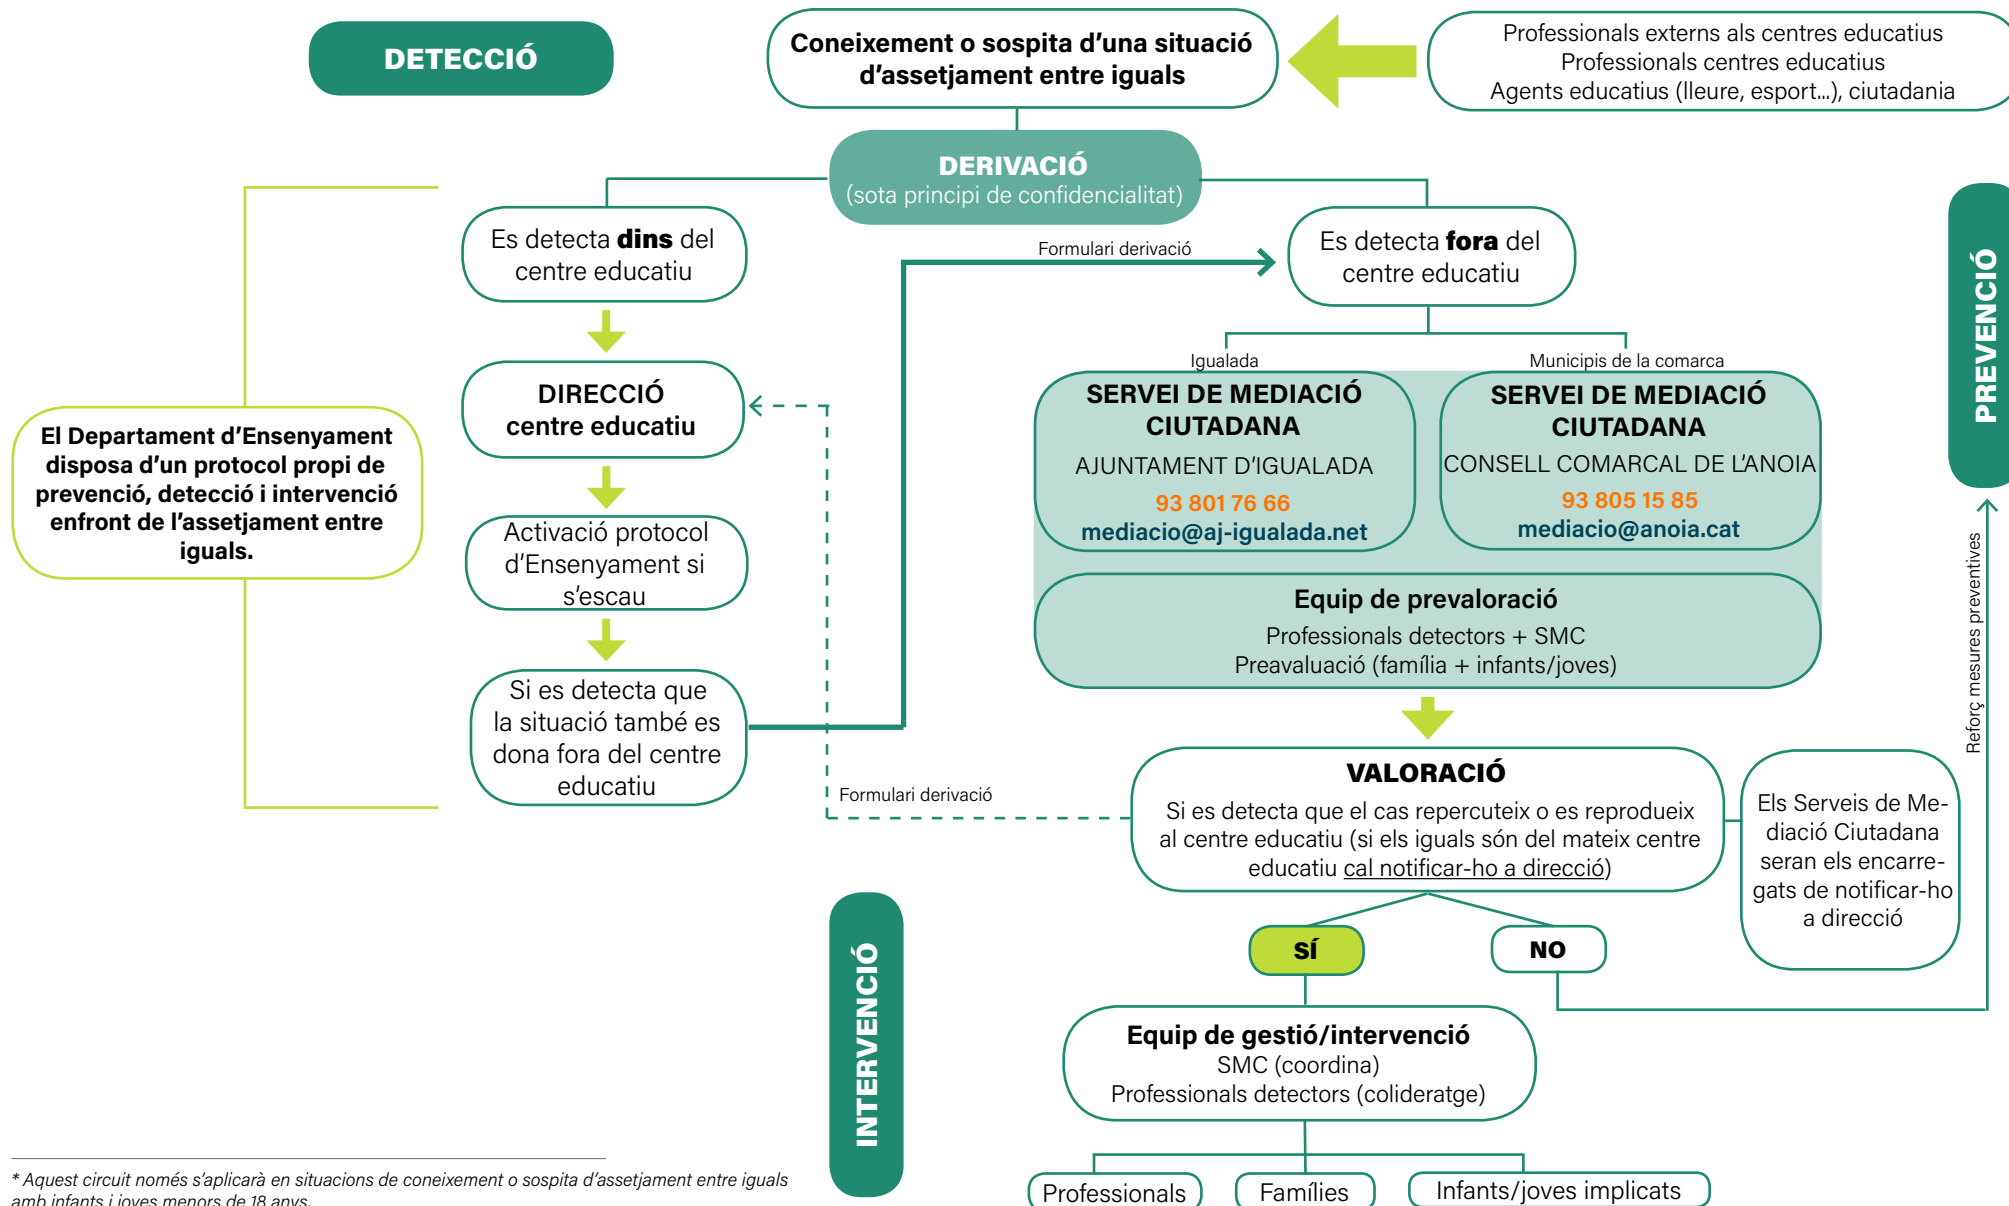 DETECCIÓ
Coneixement o sospita d'una situació
d'assetjament entre iguals
Professionals externs als centres educatius
Professionals centres educatius
Agents educatius (lleure, esport...), ciutadania
DERIVACIÓ
(sota principi de confidencialitat)
Es detecta dins del
centre educatiu
Formulari derivació
Es detecta fora del
centre educatiu
PREVENCIÓ
DIRECCIÓ
centre educatiu
El Departament d'Ensenyament
disposa d'un protocol propi de
prevenció, detecció i intervenció
enfront de l'assetjament entre
iguals.
Activació protocol
d'Ensenyament si
s'escau
Si es detecta que
la situació també es
dona fora del centre
educatiu
Igualada
SERVEI DE MEDIACIÓ
CIUTADANA
AJUNTAMENT D'IGUALADA
93 801 76 66
mediacio@aj-igualada.net
Municipis de la comarca
SERVEI DE MEDIACIÓ
CIUTADANA
CONSELL COMARCAL DE L'ANOIA
93 805 15 85
mediacio@anoia.cat
Equip de prevaloració
Professionals detectors + SMC
Preavaluació (família + infants/joves)
Reforç mesures preventives
Formulari derivació
VALORACIÓ
Si es detecta que el cas repercuteix o es reprodueix
al centre educatiu (si els iguals són del mateix centre
educatiu cal notificar-ho a direcció)
Els Serveis de Me-
diació Ciutadana
seran els encarre-
gats de notificar-ho
a direcció
INTERVENCIÓ
SÍ
NO
Equip de gestió/intervenció
SMC (coordina)
Professionals detectors (colideratge)
Professionals
Famílies
Infants/joves implicats
* Aquest circuit només s'aplicarà en situacions de coneixement o sospita d'assetjament entre iguals
amb infants i joves menors de 18 anys.